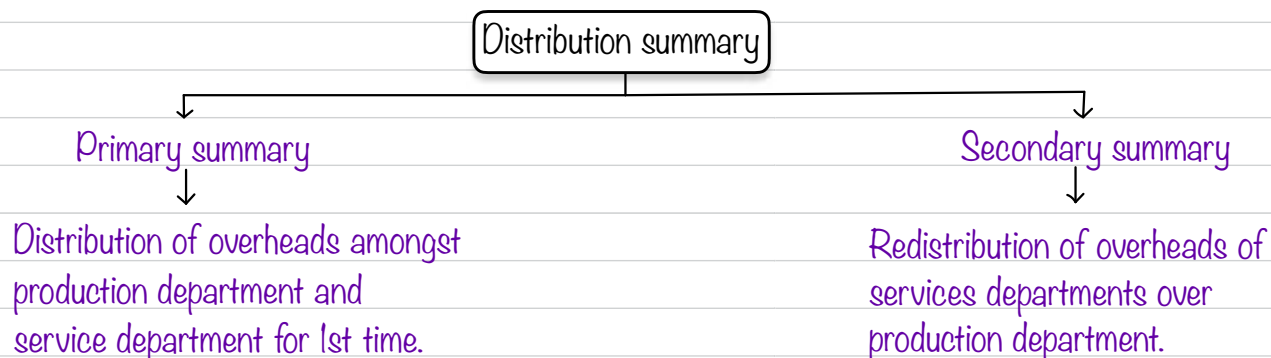 Distribution summary
Primary summary
Secondary summary
Distribution of overheads amongst
production department and
service department for 1st time.
Redistribution of overheads of
services departments over
production department.